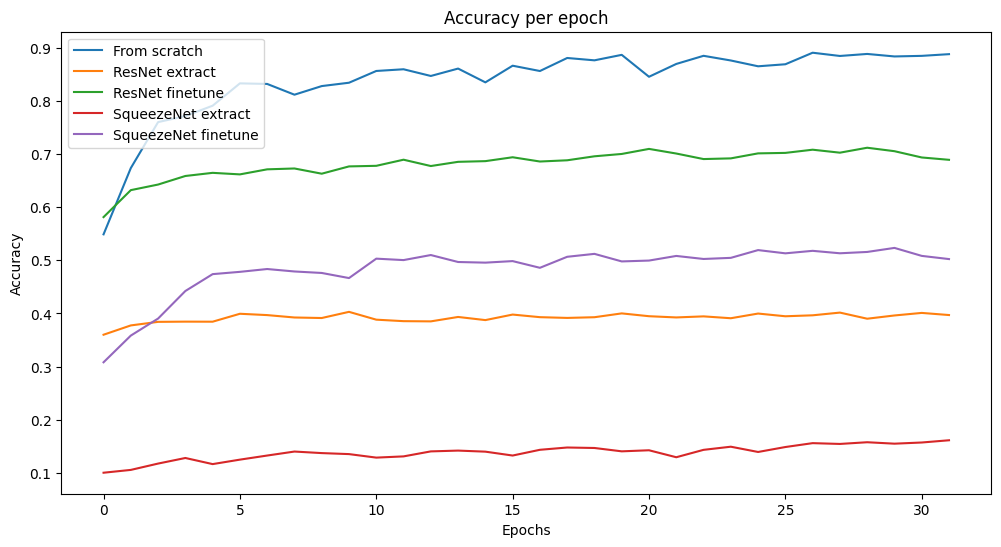 Accuracy per epoch
From scratch
ResNet extract
ResNet finetune
SqueezeNet extract
SqueezeNet finetune
Accuracy
0.9
0.8
0.7
0.6
0.5
0.4
0.3
0.2
0.1
0 5 10 15 20 25 30
Epochs